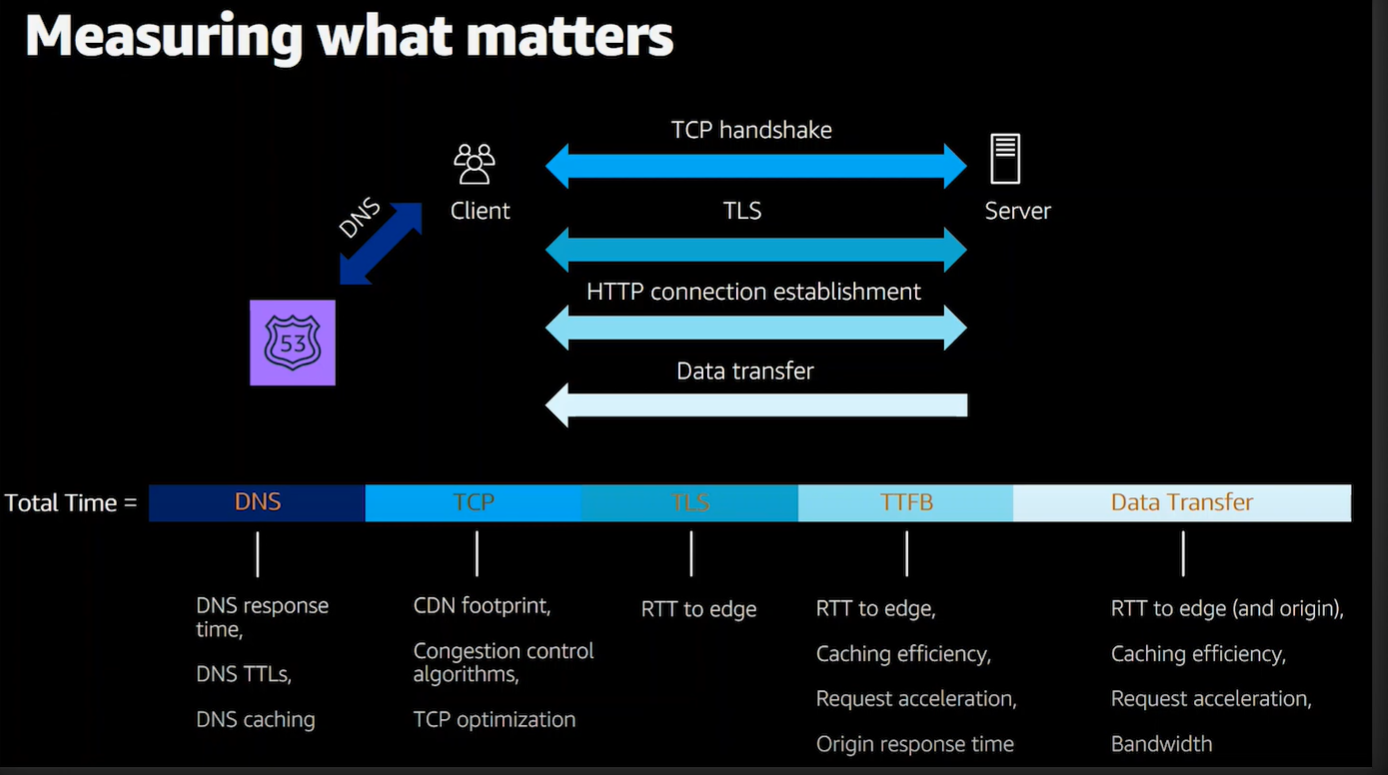 Measuring what matters
TCP handshake
Client
Server
DNS
TLS
53
HTTP connection establishment
Data transfer
Total Time =
DNS
TCP
TLS
TTFB
Data Transfer
DNS response
time,
DNS TTLs,
DNS caching
CDN footprint,
Congestion control
algorithms,
TCP optimization
RTT to edge
RTT to edge,
Caching efficiency,
Request acceleration,
Origin response time
RTT to edge (and origin),
Caching efficiency,
Request acceleration,
Bandwidth